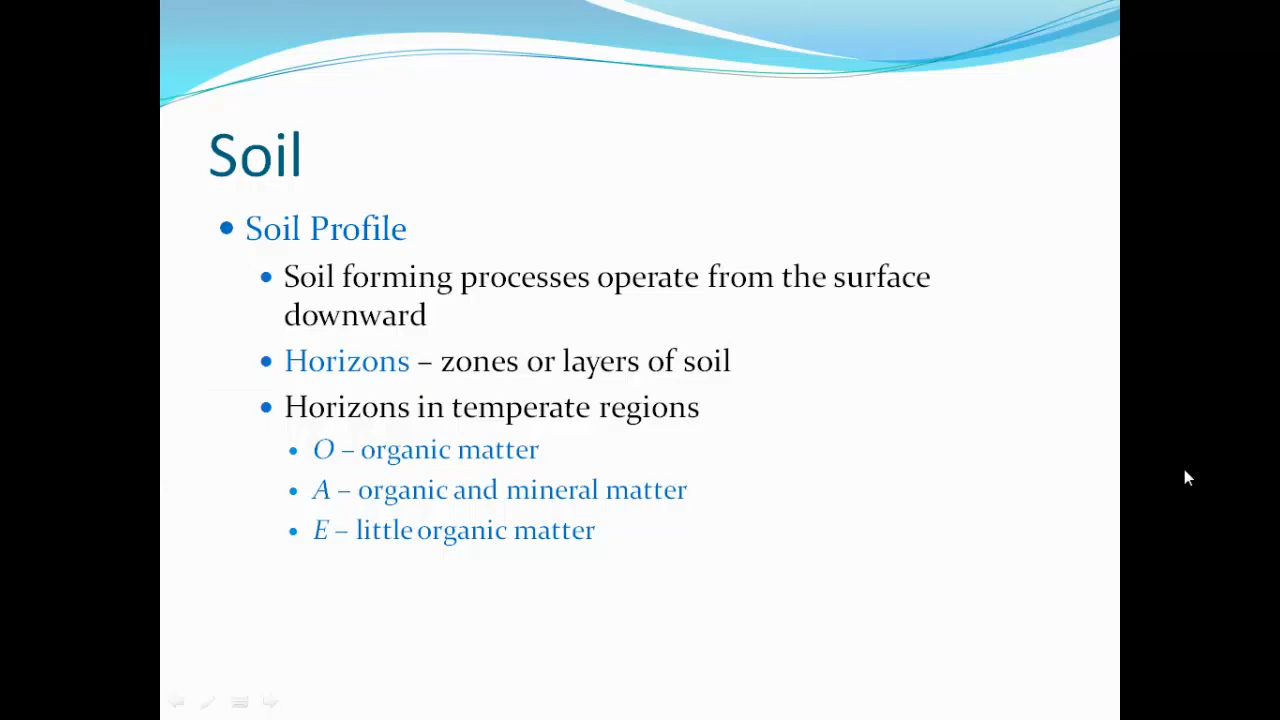 Soil
• Soil Profile
• Soil forming processes operate from the surface
downward
• Horizons – zones or layers of soil
• Horizons in temperate regions
• O – organic matter
• A – organic and mineral matter
• E – little organic matter